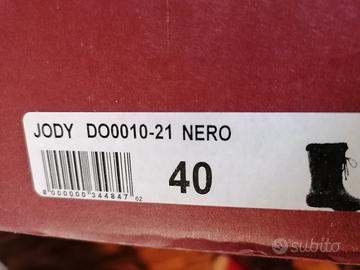 JODY DO0010-21 NERO
40
8 000000 344847 02
subito